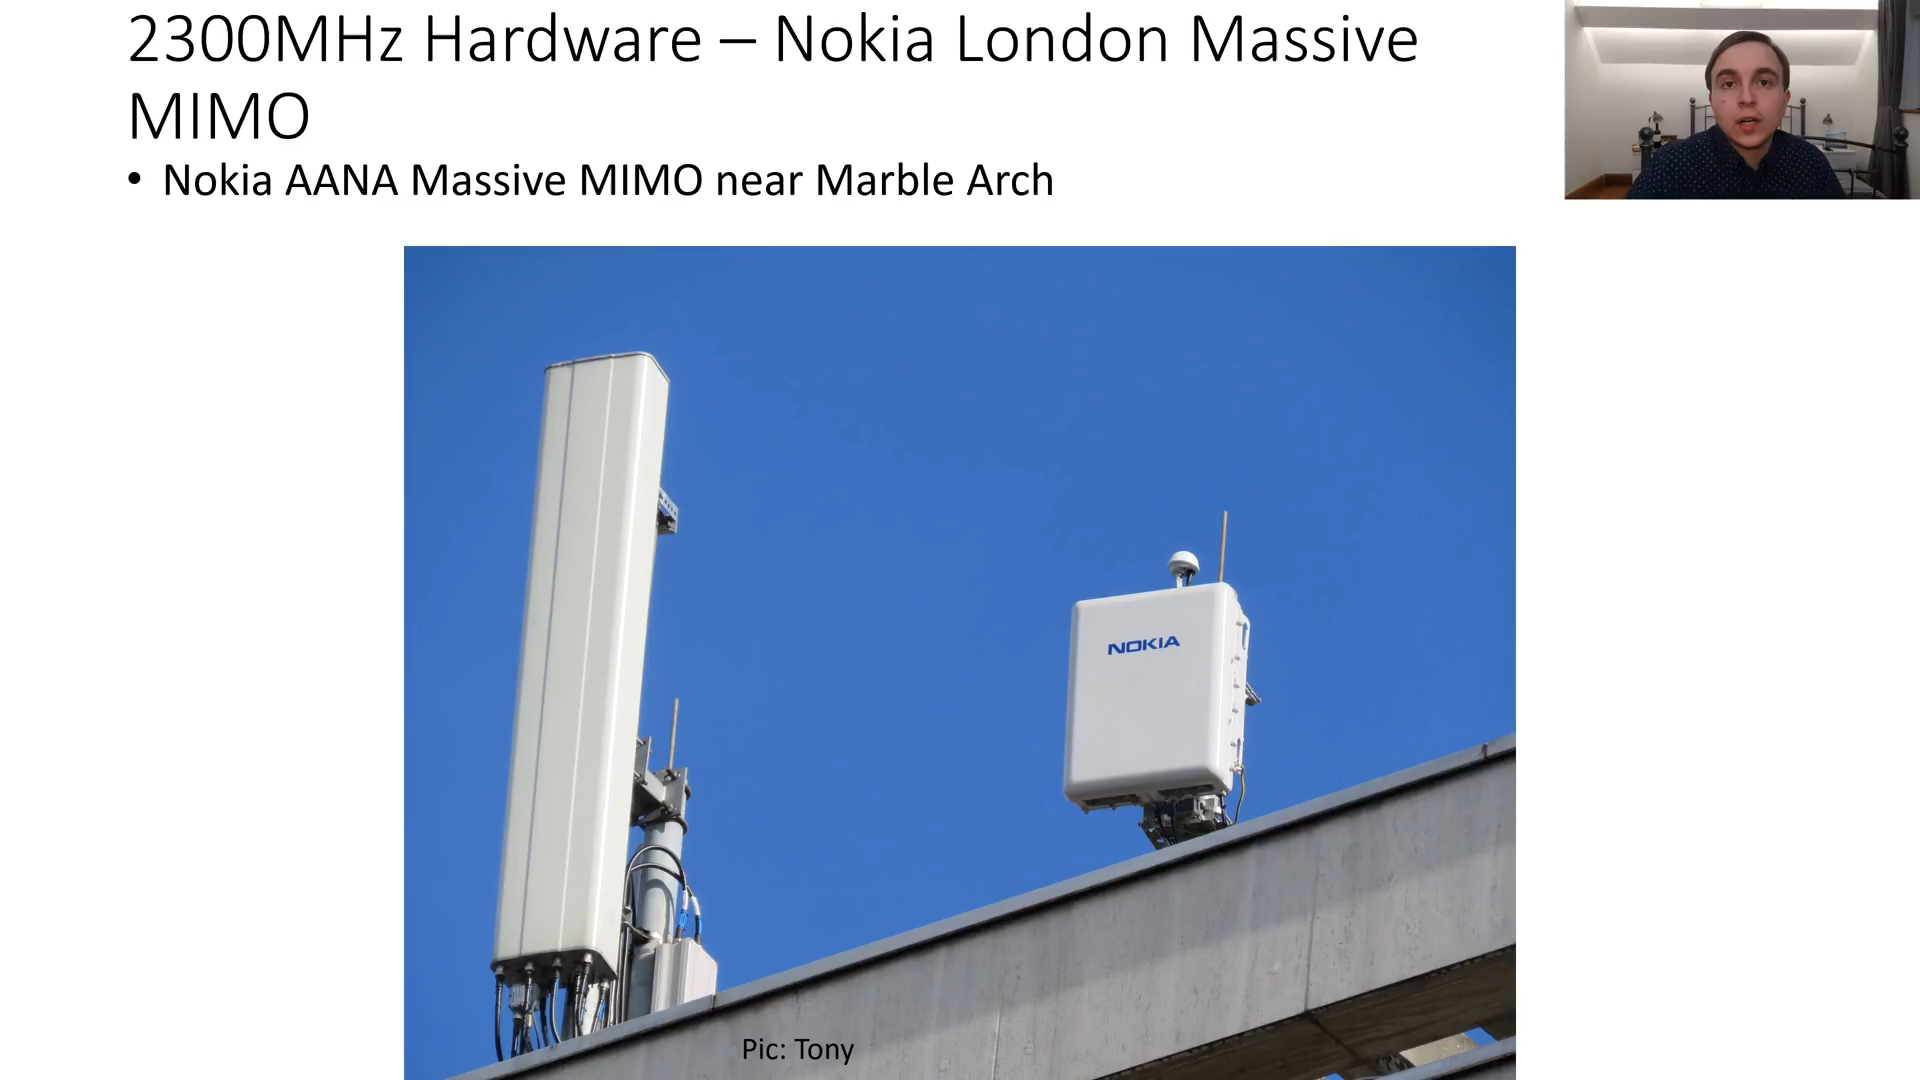 2300MHz Hardware – Nokia London Massive
MIMO
• Nokia AANA Massive MIMO near Marble Arch
NOKIA
Pic: Tony